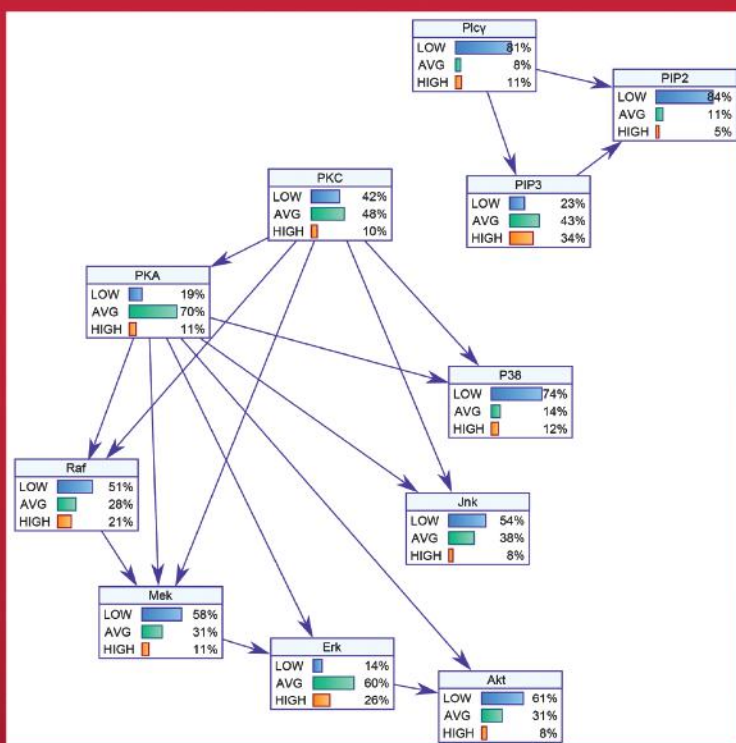 Plcγ
LOW 81%
AVG 8%
HIGH 11%
PIP2
LOW 84%
AVG 11%
HIGH 5%
PIP3
LOW 23%
AVG 43%
HIGH 34%
PKC
LOW 42%
AVG 48%
HIGH 10%
PKA
LOW 19%
AVG 70%
HIGH 11%
P38
LOW 74%
AVG 14%
HIGH 12%
Raf
LOW 51%
AVG 28%
HIGH 21%
Jnk
LOW 54%
AVG 38%
HIGH 8%
Mek
LOW 58%
AVG 31%
HIGH 11%
Erk
LOW 14%
AVG 60%
HIGH 26%
Akt
LOW 61%
AVG 31%
HIGH 8%